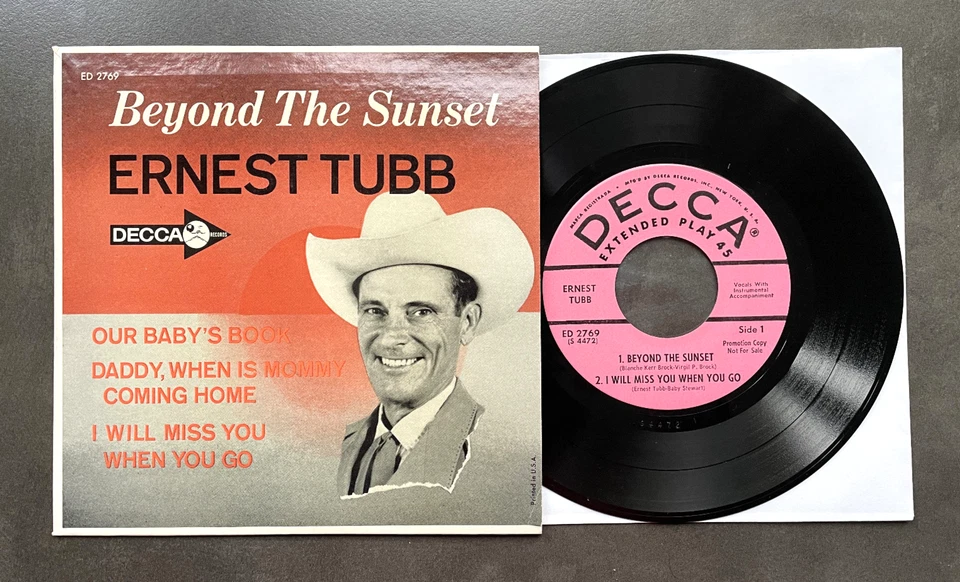 ED 2769
Beyond The Sunset
ERNEST TUBB
DECCA RECORDS
OUR BABY'S BOOK
DADDY, WHEN IS MOMMY
COMING HOME
I WILL MISS YOU
WHEN YOU GO
Printed in U.S.A.
MARCA REGISTRADA • MFG'D BY DECCA RECORDS, INC., NEW YORK, U.S.A.
DECCA®
EXTENDED PLAY 45
ERNEST
TUBB
Vocals With
Instrumental
Accompaniment
ED 2769
(S 4472)
Side 1
Promotion Copy
Not For Sale
1. BEYOND THE SUNSET
(Blanche Kerr Brock-Virgil P. Brock)
2. I WILL MISS YOU WHEN YOU GO
(Ernest Tubb-Baby Stewart)